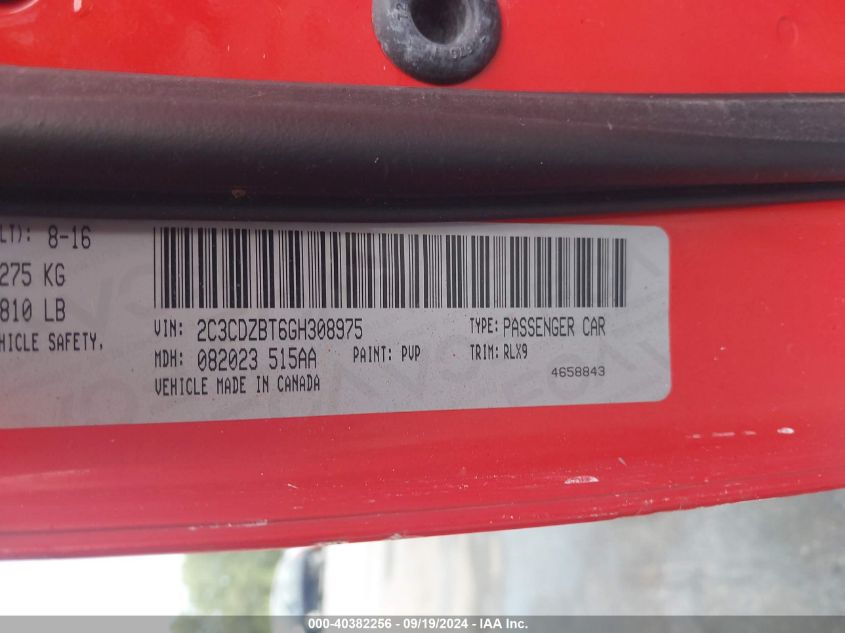 LT): 8-16
275 KG
810 LB
HICLE SAFETY,
VIN: 2C3CDZBT6GH308975
TYPE: PASSENGER CAR
MDH: 082023 515AA
PAINT: PVP
TRIM: RLX9
VEHICLE MADE IN CANADA
4658843
000-40382256 - 09/19/2024 - IAA Inc.